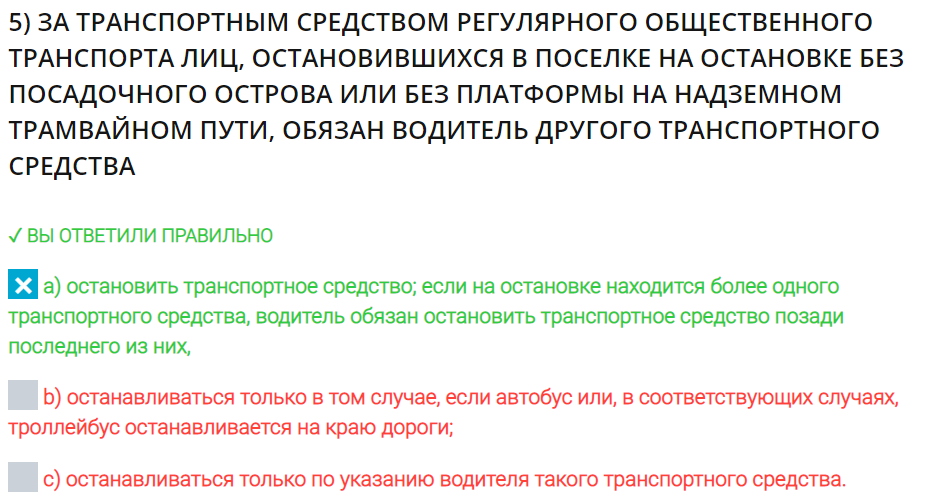 5) ЗА ТРАНСПОРТНЫМ СРЕДСТВОМ РЕГУЛЯРНОГО ОБЩЕСТВЕННОГО
ТРАНСПОРТА ЛИЦ, ОСТАНОВИВШИХСЯ В ПОСЕЛКЕ НА ОСТАНОВКЕ БЕЗ
ПОСАДОЧНОГО ОСТРОВА ИЛИ БЕЗ ПЛАТФОРМЫ НА НАДЗЕМНОМ
ТРАМВАЙНОМ ПУТИ, ОБЯЗАН ВОДИТЕЛЬ ДРУГОГО ТРАНСПОРТНОГО
СРЕДСТВА
✓ ВЫ ОТВЕТИЛИ ПРАВИЛЬНО
a) остановить транспортное средство; если на остановке находится более одного
транспортного средства, водитель обязан остановить транспортное средство позади
последнего из них,
b) останавливаться только в том случае, если автобус или, в соответствующих случаях,
троллейбус останавливается на краю дороги;
c) останавливаться только по указанию водителя такого транспортного средства.